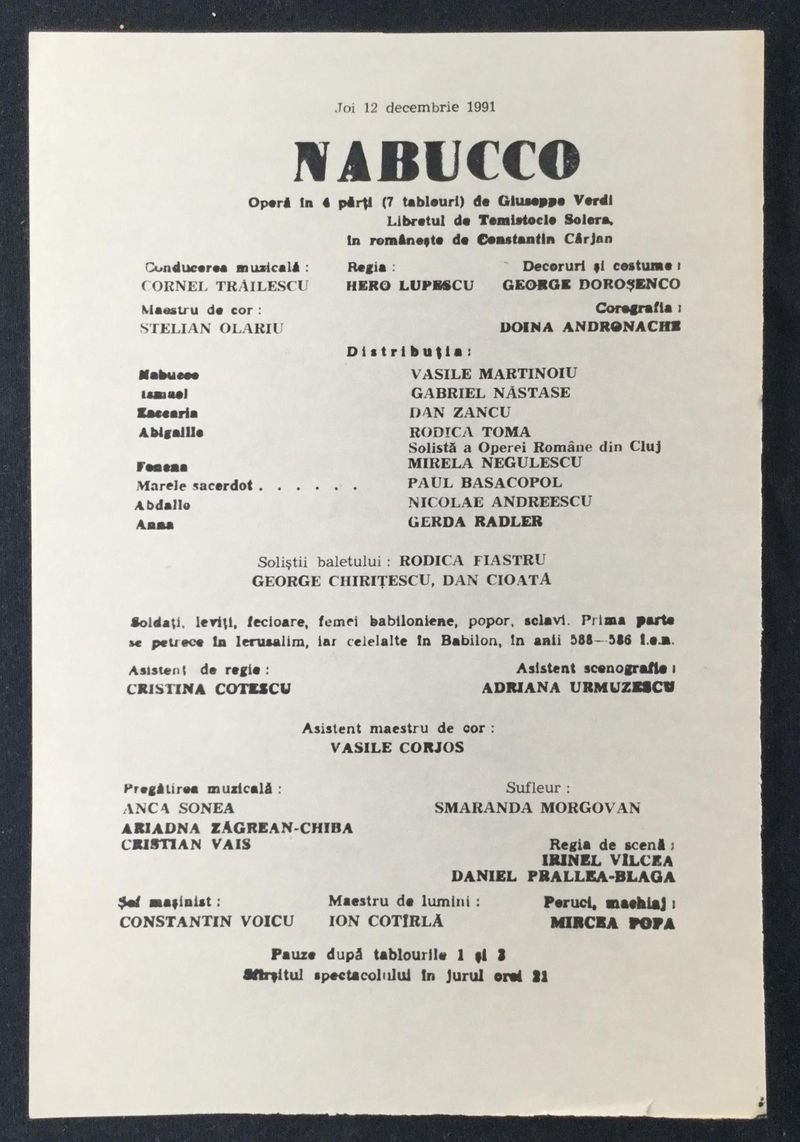 Joi 12 decembrie 1991
NABUCCO
Operă în 4 părți (7 tablouri) de Giuseppe Verdi
Libretul de Temistocle Solera,
în românește de Constantin Cârjan
Conducerea muzicală : Regia : Decoruri și costume :
CORNEL TRĂILESCU HERO LUPESCU GEORGE DOROȘENCO
Maestru de cor : Coregrafia :
STELIAN OLARIU DOINA ANDRONACHE
Distribuția:
Nabucco VASILE MARTINOIU
Ismael GABRIEL NĂSTASE
Zaccaria DAN ZANCU
Abigaille RODICA TOMA
Solistă a Operei Române din Cluj
Fenena MIRELA NEGULESCU
Marele sacerdot . . . . . . PAUL BASACOPOL
Abdallo NICOLAE ANDREESCU
Anna GERDA RADLER
Soliștii baletului : RODICA FIASTRU
GEORGE CHIRIȚESCU, DAN CIOATĂ
Soldați, leviți, fecioare, femei babiloniene, popor, sclavi. Prima parte
se petrece în Ierusalim, iar celelalte în Babilon, în anii 588—586 î.e.n.
Asistent de regie : Asistent scenografie :
CRISTINA COTESCU ADRIANA URMUZESCU
Asistent maestru de cor :
VASILE CORJOS
Pregătirea muzicală : Sufleur :
ANCA SONEA SMARANDA MORGOVAN
ARIADNA ZĂGREAN-CHIBA
CRISTIAN VAIS Regia de scenă :
IRINEL VÎLCEA
DANIEL PRALLEA-BLAGA
Șef mașinist : Maestru de lumini : Peruci, machiaj :
CONSTANTIN VOICU ION COTÎRLĂ MIRCEA POPA
Pauze după tablourile 1 și 3
Sfîrșitul spectacolului în jurul orei 21